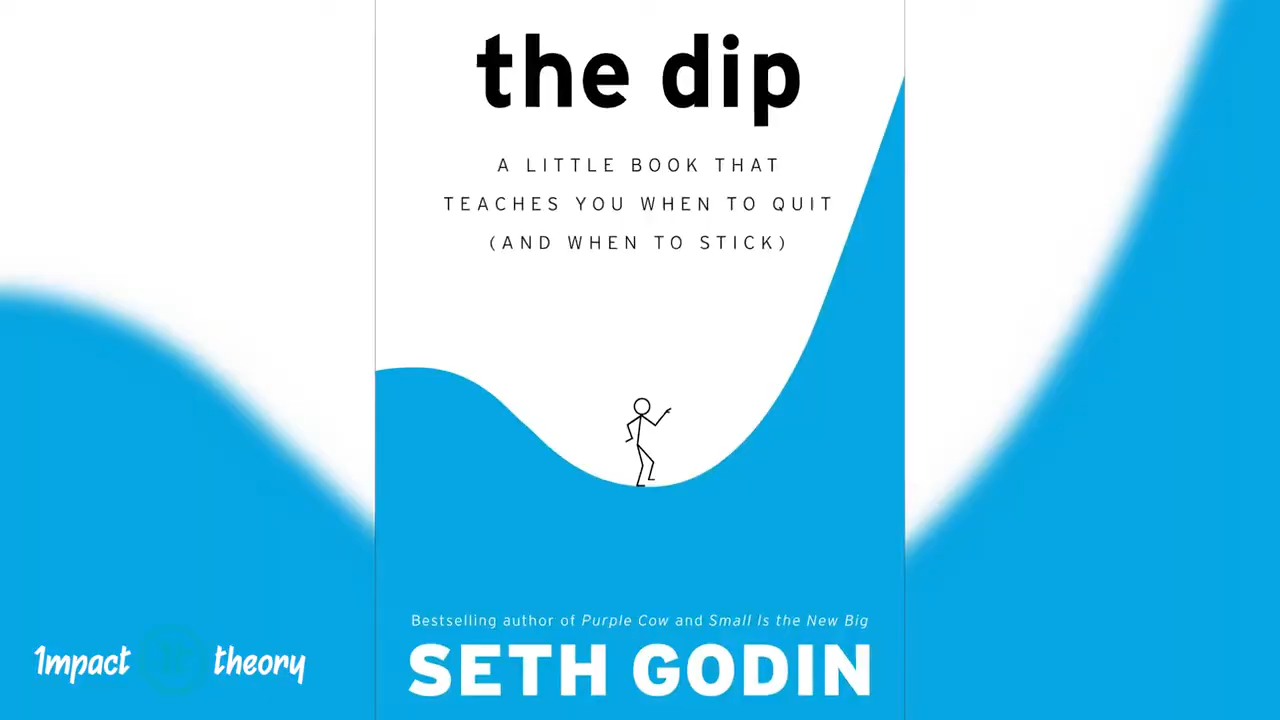 the dip
A LITTLE BOOK THAT
TEACHES YOU WHEN TO QUIT
(AND WHEN TO STICK)
Bestselling author of Purple Cow and Small Is the New Big
SETH GODIN
Impact theory